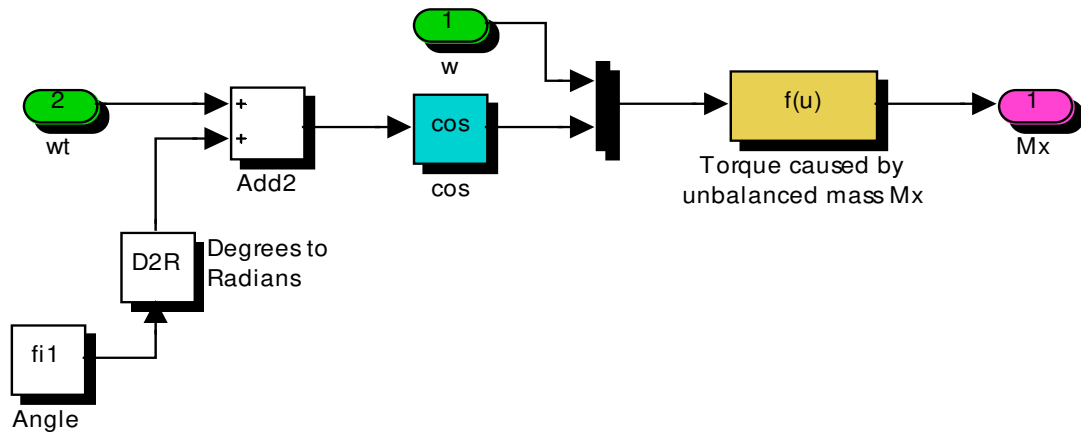 1
w
2
wt
+
+
Add2
cos
cos
f(u)
Torque caused by
unbalanced mass Mx
1
Mx
D2R
Degrees to
Radians
fi1
Angle